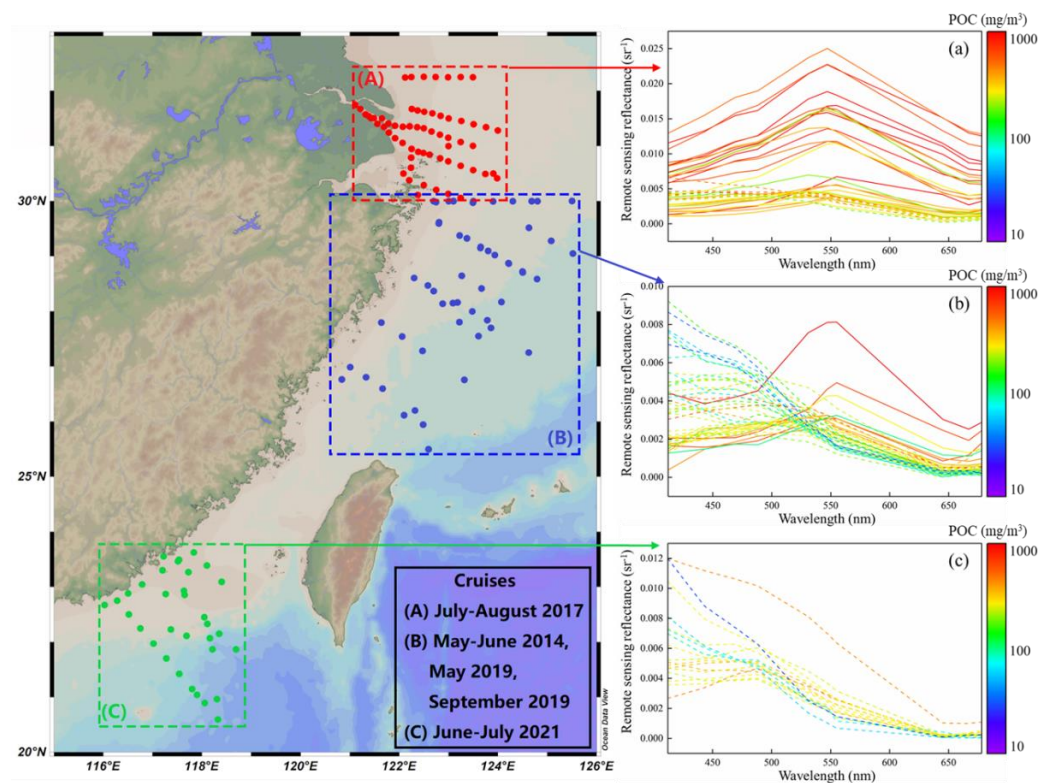 (A)
(B)
(C)
30°N
25°N
20°N
116°E
118°E
120°E
122°E
124°E
126°E
Cruises
(A) July-August 2017
(B) May-June 2014,
May 2019,
September 2019
(C) June-July 2021
Ocean Data View
POC (mg/m³)
(a)
Remote sensing reflectance (sr⁻¹)
0.025
0.020
0.015
0.010
0.005
0.000
450
500
550
600
650
Wavelength (nm)
1000
100
10
POC (mg/m³)
(b)
Remote sensing reflectance (sr⁻¹)
0.010
0.008
0.006
0.004
0.002
0.000
450
500
550
600
650
Wavelength (nm)
1000
100
10
POC (mg/m³)
(c)
Remote sensing reflectance (sr⁻¹)
0.012
0.010
0.008
0.006
0.004
0.002
0.000
450
500
550
600
650
Wavelength (nm)
1000
100
10